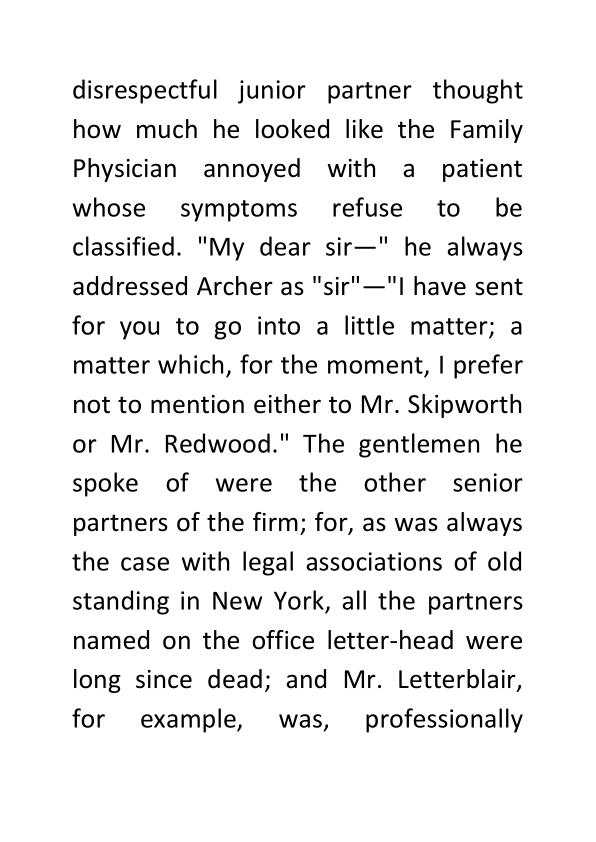 disrespectful junior partner thought
how much he looked like the Family
Physician annoyed with a patient
whose symptoms refuse to be
classified. "My dear sir—" he always
addressed Archer as "sir"—"I have sent
for you to go into a little matter; a
matter which, for the moment, I prefer
not to mention either to Mr. Skipworth
or Mr. Redwood." The gentlemen he
spoke of were the other senior
partners of the firm; for, as was always
the case with legal associations of old
standing in New York, all the partners
named on the office letter-head were
long since dead; and Mr. Letterblair,
for example, was, professionally